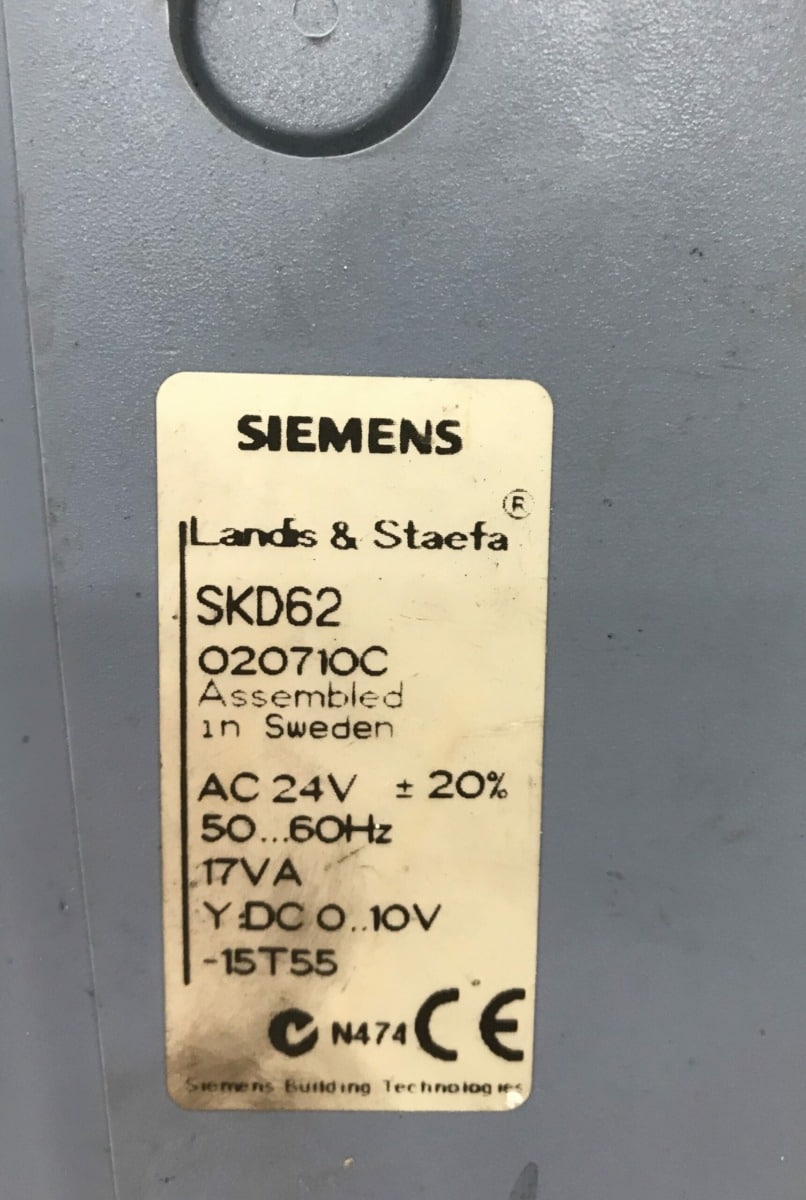 SIEMENS
®
Landis & Staefa
SKD62
020710C
Assembled
in Sweden
AC 24V ± 20%
50...60Hz
17VA
Y:DC 0..10V
-15T55
N474 CE
Siemens Building Technologies